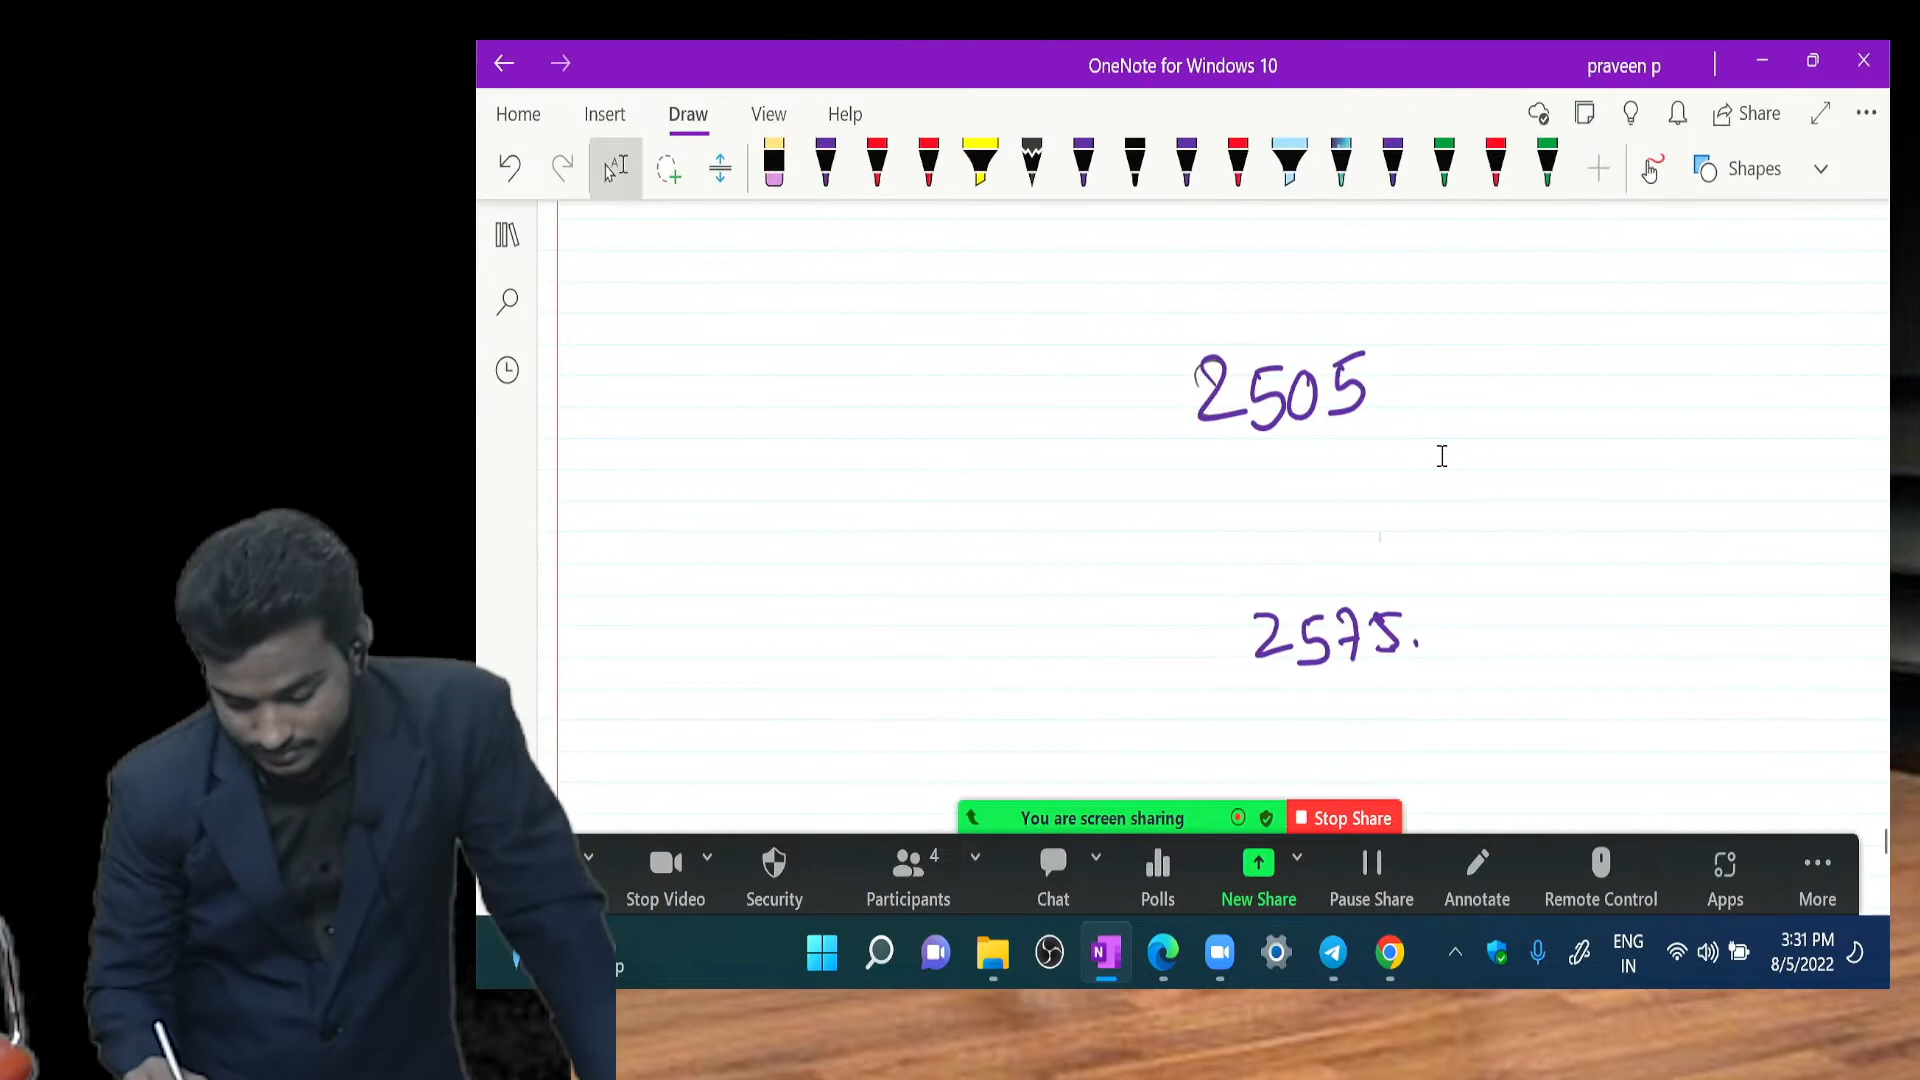 OneNote for Windows 10
praveen p
Home Insert Draw View Help
Share
Shapes
2505
2575.
You are screen sharing
Stop Share
4
Stop Video Security Participants Chat Polls New Share Pause Share Annotate Remote Control Apps More
p
ENG
IN
3:31 PM
8/5/2022